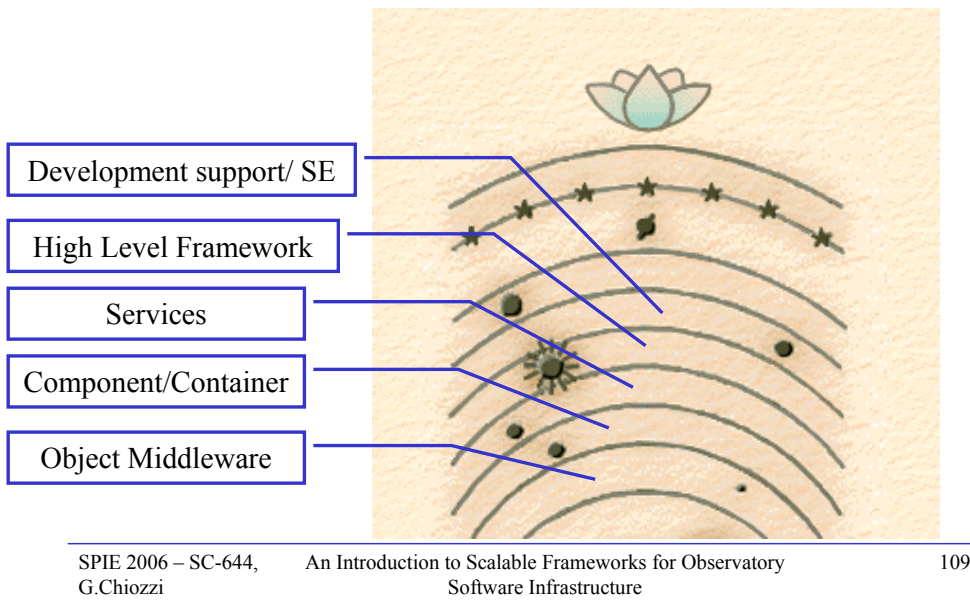 Development support/ SE
High Level Framework
Services
Component/Container
Object Middleware
SPIE 2006 – SC-644,
G.Chiozzi
An Introduction to Scalable Frameworks for Observatory
Software Infrastructure
109